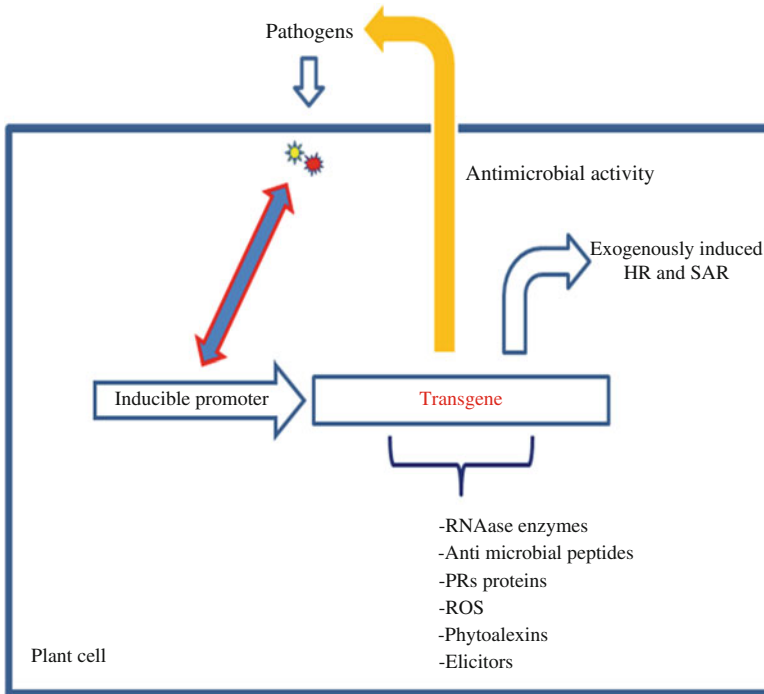 Pathogens
Antimicrobial activity
Exogenously induced
HR and SAR
Inducible promoter
Transgene
-RNAase enzymes
-Anti microbial peptides
-PRs proteins
-ROS
-Phytoalexins
-Elicitors
Plant cell